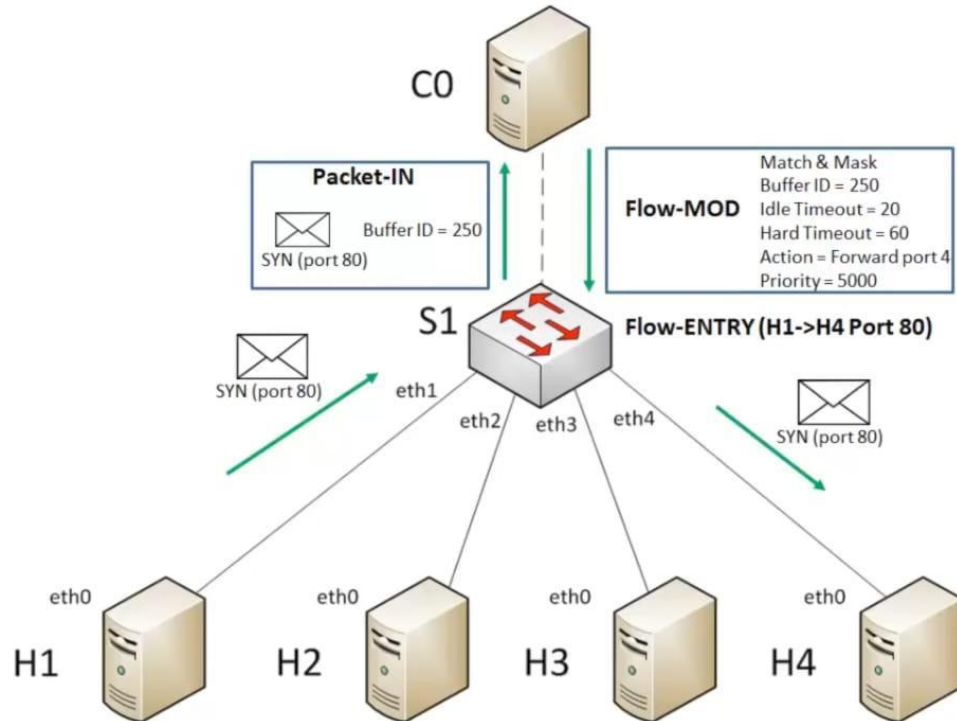 C0
Packet-IN
Buffer ID = 250
SYN (port 80)
Flow-MOD
Match & Mask
Buffer ID = 250
Idle Timeout = 20
Hard Timeout = 60
Action = Forward port 4
Priority = 5000
S1
Flow-ENTRY (H1->H4 Port 80)
SYN (port 80)
eth1
eth2
eth3
eth4
SYN (port 80)
eth0
eth0
eth0
eth0
H1
H2
H3
H4